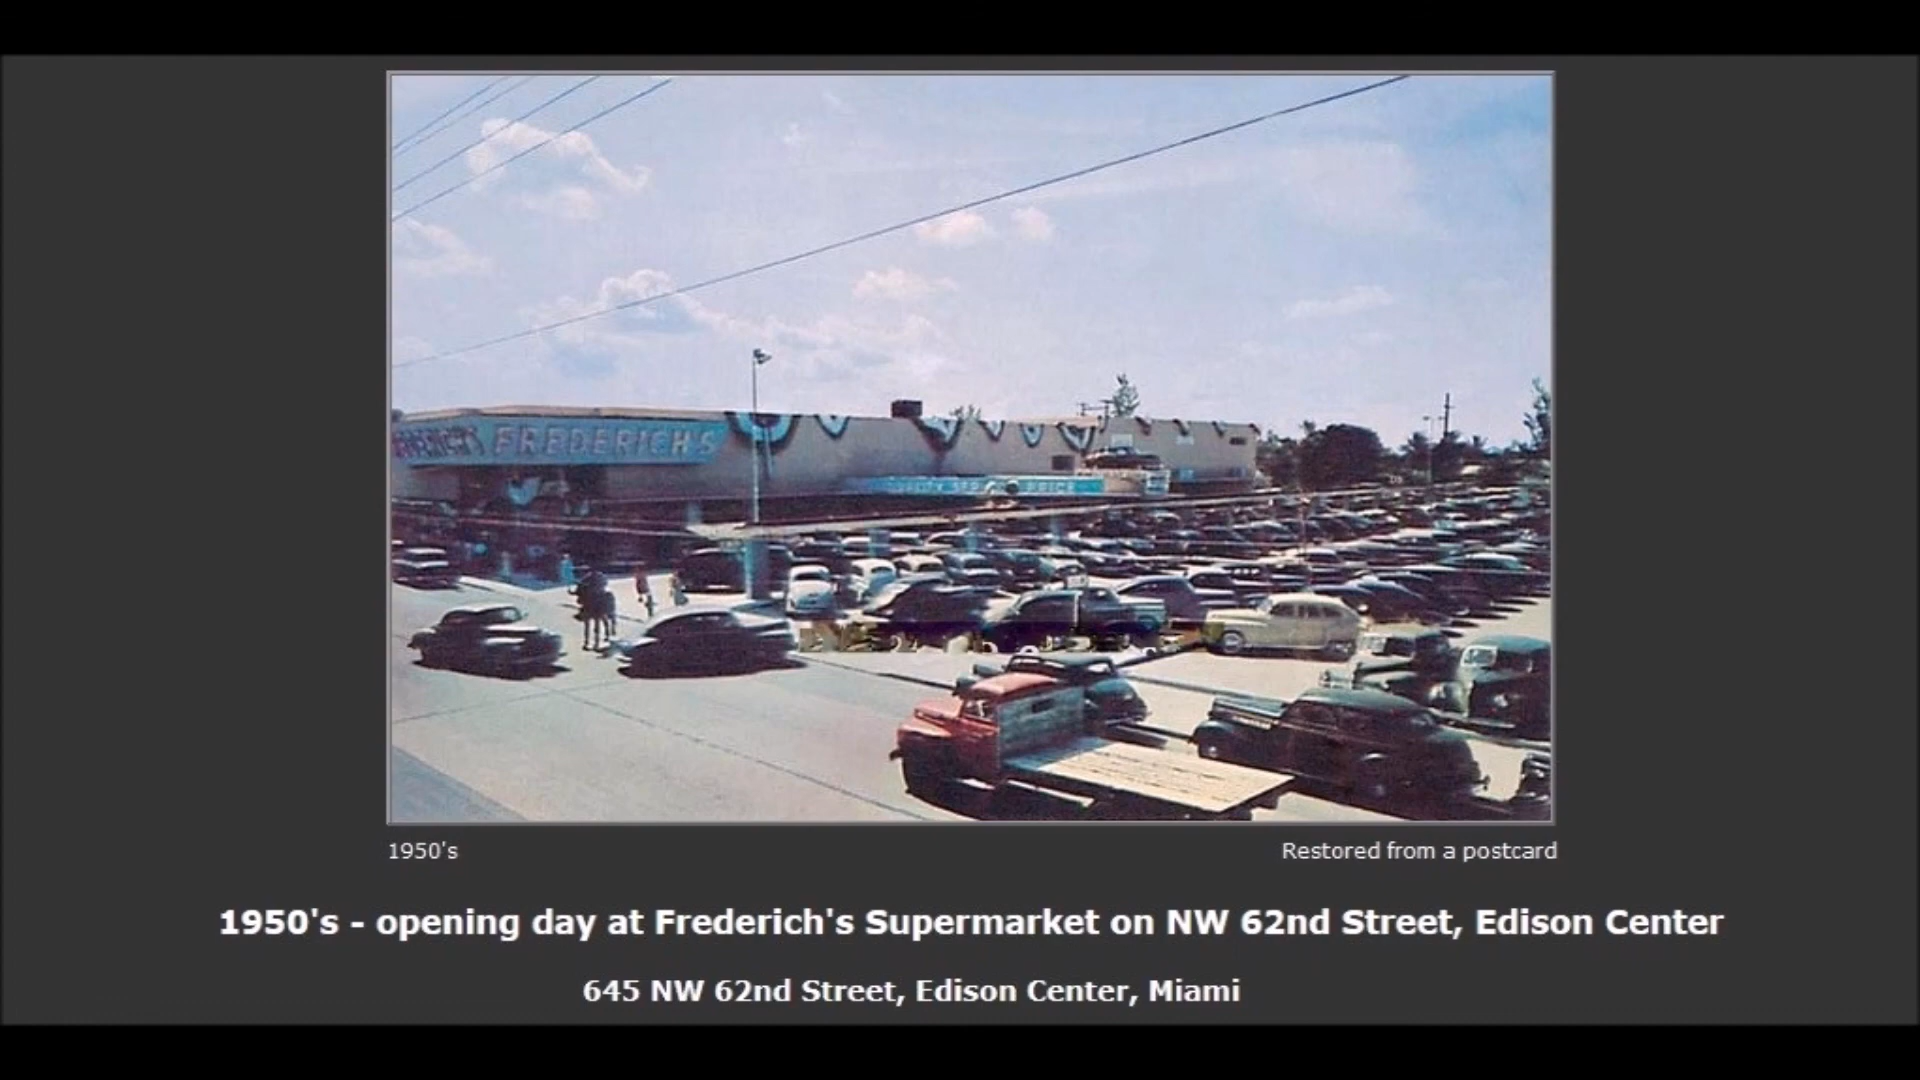 FREDERICH'S
1950's
Restored from a postcard
1950's - opening day at Frederich's Supermarket on NW 62nd Street, Edison Center
645 NW 62nd Street, Edison Center, Miami